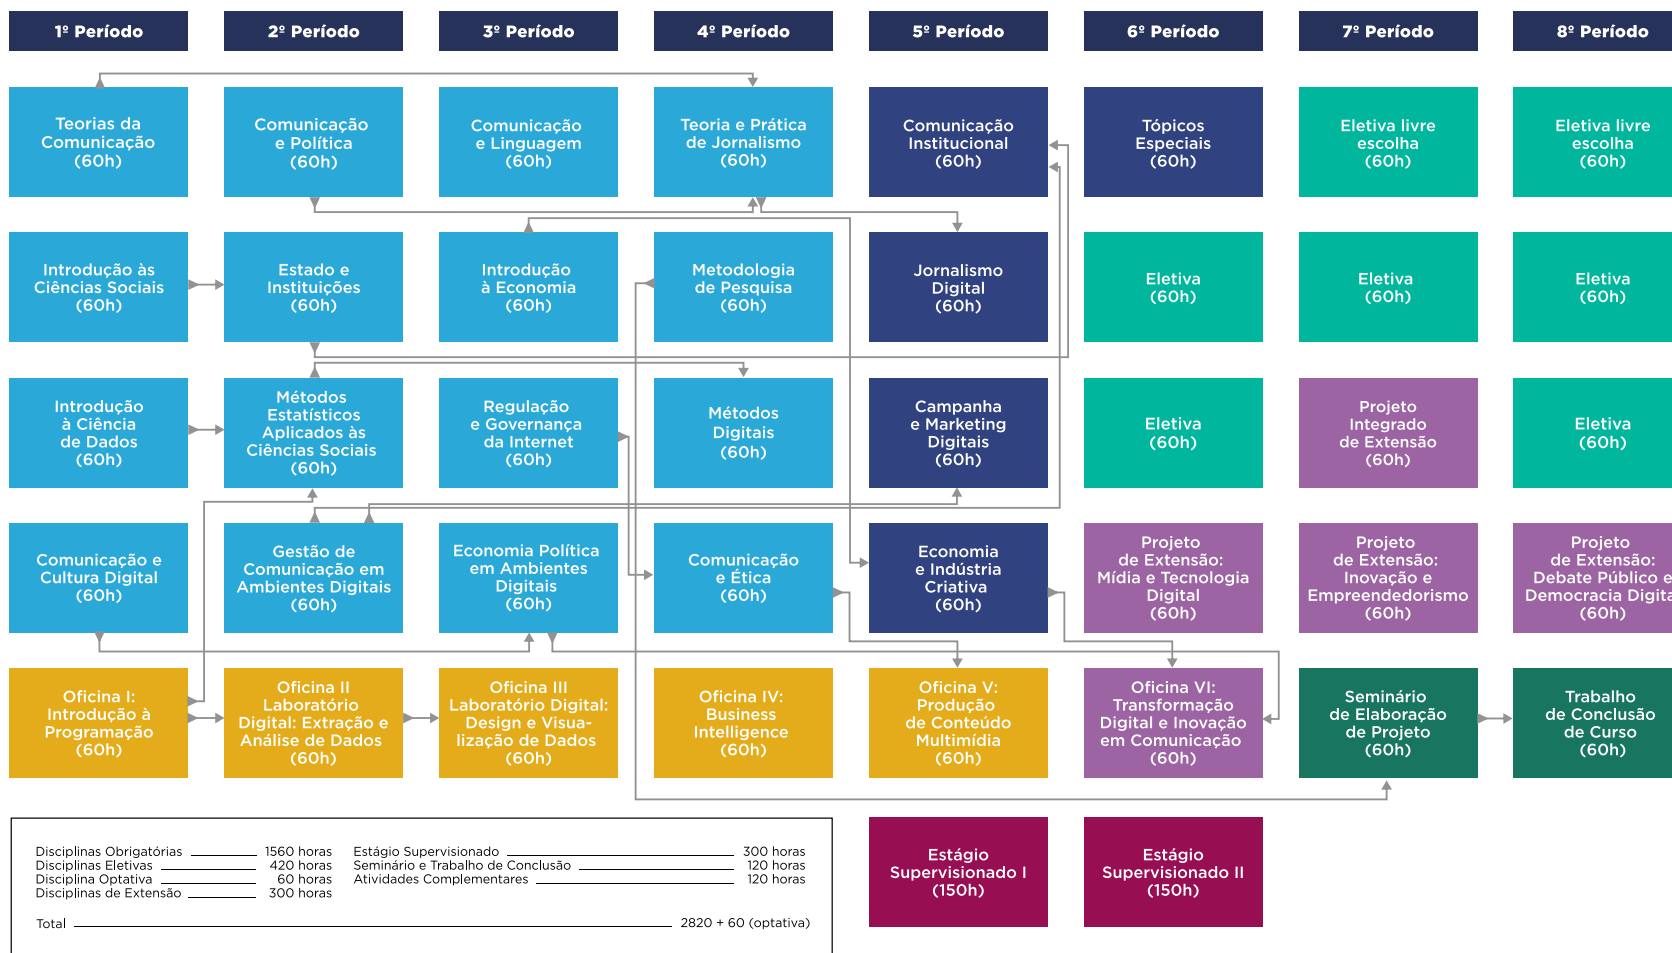 1º Período
2º Período
3º Período
4º Período
5º Período
6º Período
7º Período
8º Período
Teorias da
Comunicação
(60h)
Comunicação
e Política
(60h)
Comunicação
e Linguagem
(60h)
Teoria e Prática
de Jornalismo
(60h)
Comunicação
Institucional
(60h)
Tópicos
Especiais
(60h)
Eletiva livre
escolha
(60h)
Eletiva livre
escolha
(60h)
Introdução às
Ciências Sociais
(60h)
Estado e
Instituições
(60h)
Introdução
à Economia
(60h)
Metodologia
de Pesquisa
(60h)
Jornalismo
Digital
(60h)
Eletiva
(60h)
Eletiva
(60h)
Eletiva
(60h)
Introdução
à Ciência
de Dados
(60h)
Métodos
Estatísticos
Aplicados às
Ciências Sociais
(60h)
Regulação
e Governança
da Internet
(60h)
Métodos
Digitais
(60h)
Campanha
e Marketing
Digitais
(60h)
Eletiva
(60h)
Projeto
Integrado
de Extensão
(60h)
Eletiva
(60h)
Comunicação e
Cultura Digital
(60h)
Gestão de
Comunicação em
Ambientes Digitais
(60h)
Economia Política
em Ambientes
Digitais
(60h)
Comunicação
e Ética
(60h)
Economia
e Indústria
Criativa
(60h)
Projeto
de Extensão:
Mídia e Tecnologia
Digital
(60h)
Projeto
de Extensão:
Inovação e
Empreendedorismo
(60h)
Projeto
de Extensão:
Debate Público e
Democracia Digita
(60h)
Oficina I:
Introdução à
Programação
(60h)
Oficina II
Laboratório
Digital: Extração e
Análise de Dados
(60h)
Oficina III
Laboratório Digital:
Design e Visua-
lização de Dados
(60h)
Oficina IV:
Business
Intelligence
(60h)
Oficina V:
Produção
de Conteúdo
Multimídia
(60h)
Oficina VI:
Transformação
Digital e Inovação
em Comunicação
(60h)
Seminário
de Elaboração
de Projeto
(60h)
Trabalho
de Conclusão
de Curso
(60h)
Estágio
Supervisionado I
(150h)
Estágio
Supervisionado II
(150h)
Disciplinas Obrigatórias 1560 horas
Disciplinas Eletivas 420 horas
Disciplina Optativa 60 horas
Disciplinas de Extensão 300 horas
Estágio Supervisionado 300 horas
Seminário e Trabalho de Conclusão 120 horas
Atividades Complementares 120 horas
Total 2820 + 60 (optativa)